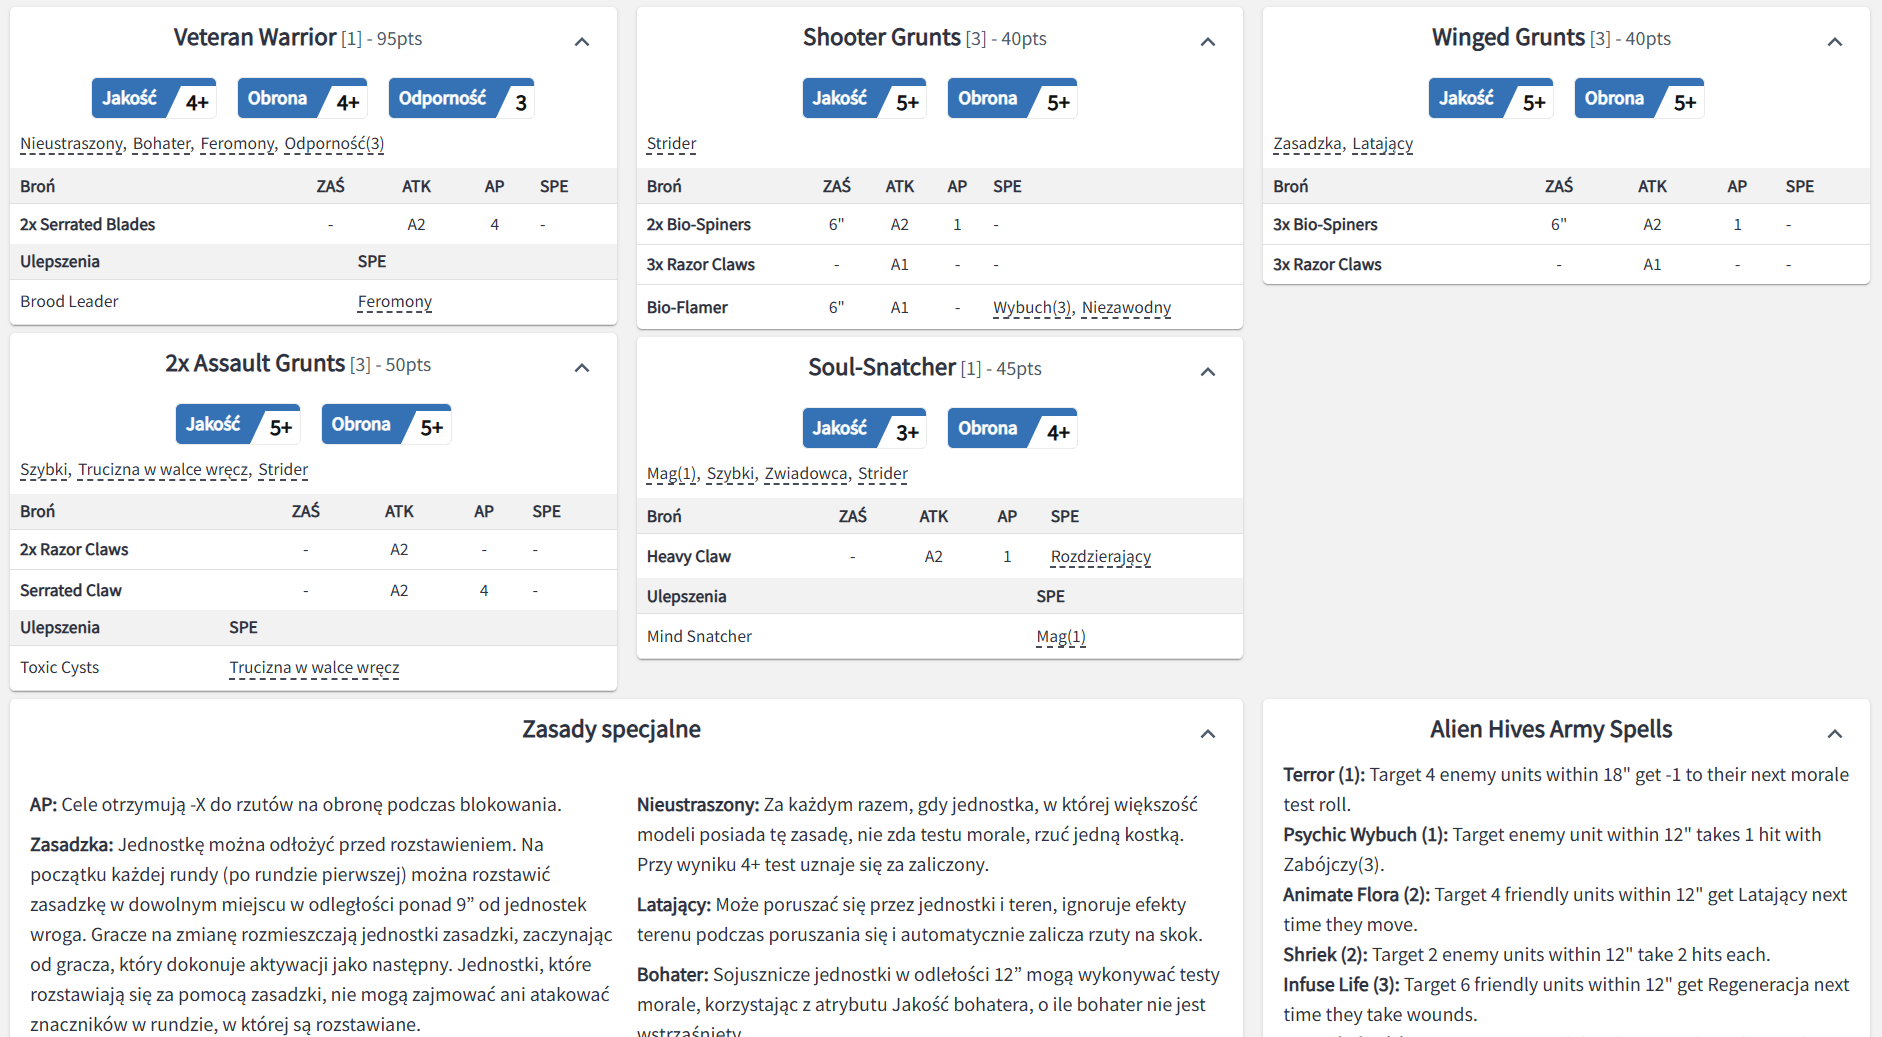 Veteran Warrior [1] - 95pts
Jakość 4+ Obrona 4+ Odporność 3
Nieustraszony, Bohater, Feromony, Odporność(3)
Broń ZAŚ ATK AP SPE
2x Serrated Blades - A2 4 -
Ulepszenia SPE
Brood Leader Feromony
Shooter Grunts [3] - 40pts
Jakość 5+ Obrona 5+
Strider
Broń ZAŚ ATK AP SPE
2x Bio-Spiners 6" A2 1 -
3x Razor Claws - A1 - -
Bio-Flamer 6" A1 - Wybuch(3), Niezawodny
Winged Grunts [3] - 40pts
Jakość 5+ Obrona 5+
Zasadzka, Latający
Broń ZAŚ ATK AP SPE
3x Bio-Spiners 6" A2 1 -
3x Razor Claws - A1 - -
2x Assault Grunts [3] - 50pts
Jakość 5+ Obrona 5+
Szybki, Trucizna w walce wręcz, Strider
Broń ZAŚ ATK AP SPE
2x Razor Claws - A2 - -
Serrated Claw - A2 4 -
Ulepszenia SPE
Toxic Cysts Trucizna w walce wręcz
Soul-Snatcher [1] - 45pts
Jakość 3+ Obrona 4+
Mag(1), Szybki, Zwiadowca, Strider
Broń ZAŚ ATK AP SPE
Heavy Claw - A2 1 Rozdzierający
Ulepszenia SPE
Mind Snatcher Mag(1)
Zasady specjalne
AP: Cele otrzymują -X do rzutów na obronę podczas blokowania.
Zasadzka: Jednostkę można odłożyć przed rozstawieniem. Na
początku każdej rundy (po rundzie pierwszej) można rozstawić
zasadzkę w dowolnym miejscu w odległości ponad 9” od jednostek
wroga. Gracze na zmianę rozmieszczają jednostki zasadzki, zaczynając
od gracza, który dokonuje aktywacji jako następny. Jednostki, które
rozstawiają się za pomocą zasadzki, nie mogą zajmować ani atakować
znaczników w rundzie, w której są rozstawiane.
Nieustraszony: Za każdym razem, gdy jednostka, w której większość
modeli posiada tę zasadę, nie zda testu morale, rzuć jedną kostką.
Przy wyniku 4+ test uznaje się za zaliczony.
Latający: Może poruszać się przez jednostki i teren, ignoruje efekty
terenu podczas poruszania się i automatycznie zalicza rzuty na skok.
Bohater: Sojusznicze jednostki w odlełości 12” mogą wykonywać testy
morale, korzystając z atrybutu Jakość bohatera, o ile bohater nie jest
wstrząśnięty
Alien Hives Army Spells
Terror (1): Target 4 enemy units within 18" get -1 to their next morale
test roll.
Psychic Wybuch (1): Target enemy unit within 12" takes 1 hit with
Zabójczy(3).
Animate Flora (2): Target 4 friendly units within 12" get Latający next
time they move.
Shriek (2): Target 2 enemy units within 12" take 2 hits each.
Infuse Life (3): Target 6 friendly units within 12" get Regeneracja next
time they take wounds.